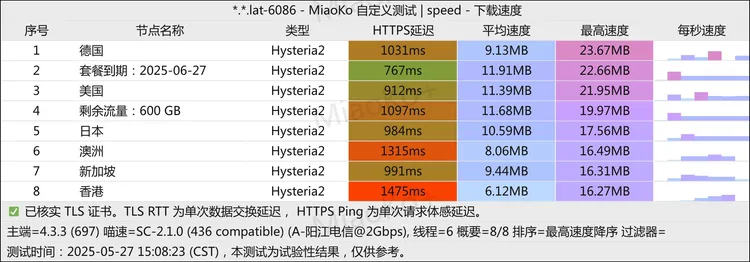 *.*.lat-6086 - MiaoKo 自定义测试 | speed - 下载速度
序号 节点名称 类型 HTTPS延迟 平均速度 最高速度 每秒速度
1 德国 Hysteria2 1031ms 9.13MB 23.67MB
2 套餐到期：2025-06-27 Hysteria2 767ms 11.91MB 22.66MB
3 美国 Hysteria2 912ms 11.39MB 21.95MB
4 剩余流量：600 GB Hysteria2 1097ms 11.68MB 19.97MB
5 日本 Hysteria2 984ms 10.59MB 17.56MB
6 澳洲 Hysteria2 1315ms 8.06MB 16.49MB
7 新加坡 Hysteria2 991ms 9.44MB 16.31MB
8 香港 Hysteria2 1475ms 6.12MB 16.27MB
✅ 已核实 TLS 证书。TLS RTT 为单次数据交换延迟， HTTPS Ping 为单次请求体感延迟。
主端=4.3.3 (697) 喵速=SC-2.1.0 (436 compatible) (A-阳江电信@2Gbps), 线程=6 概要=8/8 排序=最高速度降序 过滤器=
测试时间：2025-05-27 15:08:23 (CST)，本测试为试验性结果，仅供参考。